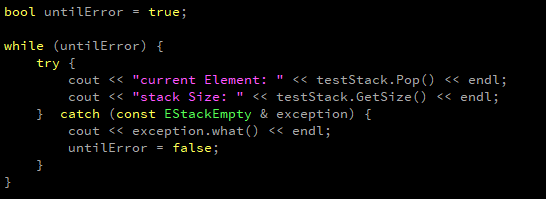 bool untilError = true;
while (untilError) {
try {
cout << "current Element: " << testStack.Pop() << endl;
cout << "stack Size: " << testStack.GetSize() << endl;
}  catch (const EStackEmpty & exception) {
cout << exception.what() << endl;
untilError = false;
}
}